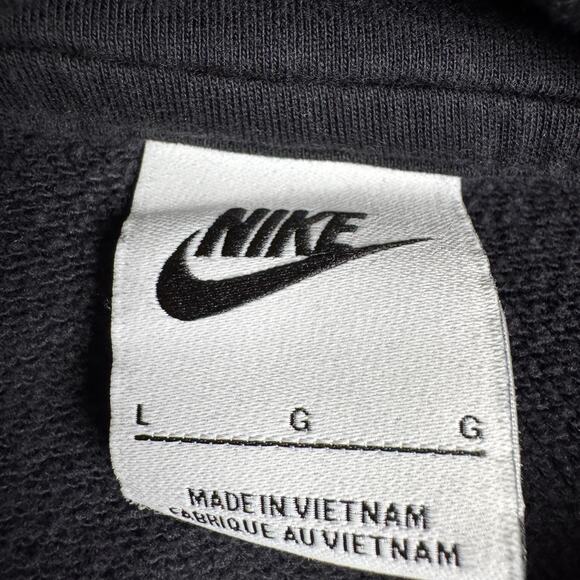 NIKE
L G G
MADE IN VIETNAM
FABRIQUE AU VIETNAM